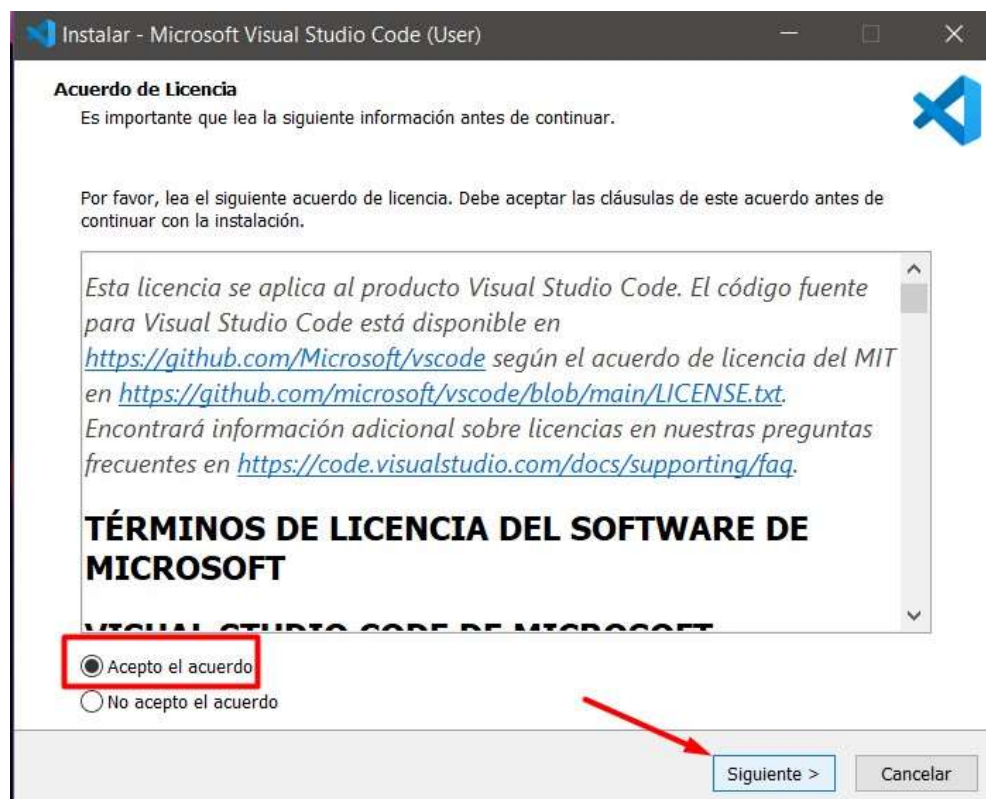 Instalar - Microsoft Visual Studio Code (User)
Acuerdo de Licencia
Es importante que lea la siguiente información antes de continuar.
Por favor, lea el siguiente acuerdo de licencia. Debe aceptar las cláusulas de este acuerdo antes de
continuar con la instalación.
Esta licencia se aplica al producto Visual Studio Code. El código fuente
para Visual Studio Code está disponible en
https://github.com/Microsoft/vscode según el acuerdo de licencia del MIT
en https://github.com/microsoft/vscode/blob/main/LICENSE.txt.
Encontrará información adicional sobre licencias en nuestras preguntas
frecuentes en https://code.visualstudio.com/docs/supporting/faq.
TÉRMINOS DE LICENCIA DEL SOFTWARE DE
MICROSOFT
VISUAL STUDIO CODE DE MICROSOFT
Acepto el acuerdo
No acepto el acuerdo
Siguiente >
Cancelar